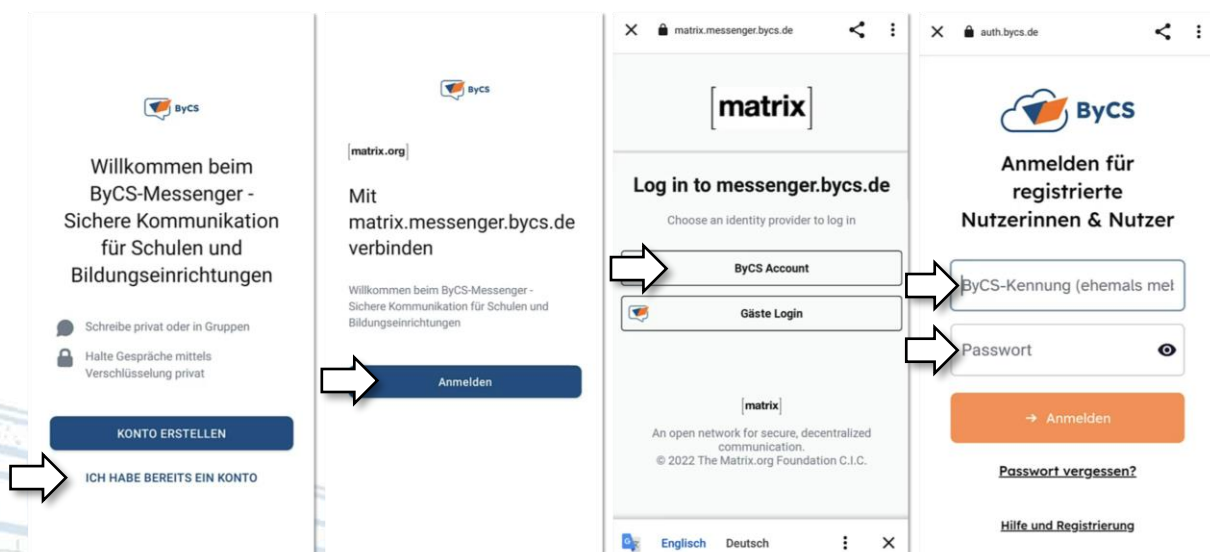 ByCS
Willkommen beim
ByCS-Messenger -
Sichere Kommunikation
für Schulen und
Bildungseinrichtungen
Schreibe privat oder in Gruppen
Halte Gespräche mittels
Verschlüsselung privat
KONTO ERSTELLEN
ICH HABE BEREITS EIN KONTO
ByCS
[matrix.org]
Mit
matrix.messenger.bycs.de
verbinden
Willkommen beim ByCS-Messenger -
Sichere Kommunikation für Schulen und
Bildungseinrichtungen
Anmelden
matrix.messenger.bycs.de
[matrix]
Log in to messenger.bycs.de
Choose an identity provider to log in
ByCS Account
Gäste Login
[matrix]
An open network for secure, decentralized
communication.
© 2022 The Matrix.org Foundation C.I.C.
G
Englisch Deutsch
auth.bycs.de
ByCS
Anmelden für
registrierte
Nutzerinnen & Nutzer
ByCS-Kennung (ehemals meb
Passwort
→ Anmelden
Passwort vergessen?
Hilfe und Registrierung